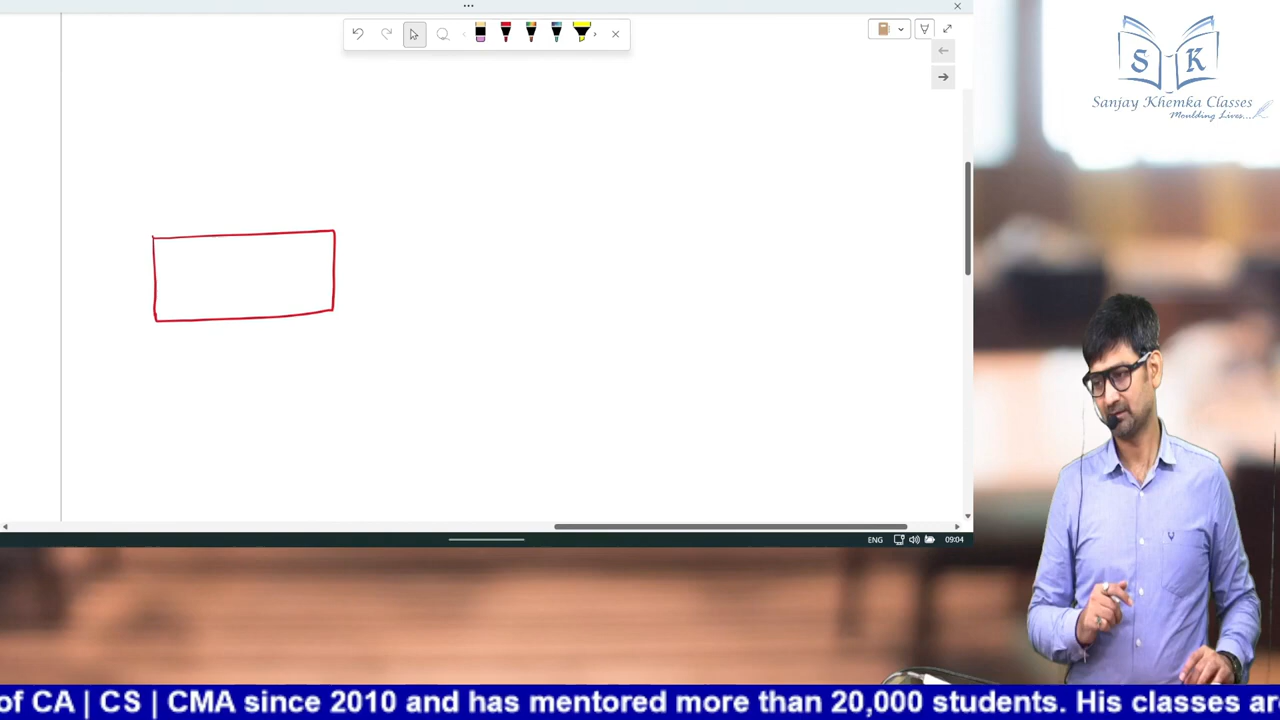 S K
Sanjay Khemka Classes
Moulding Lives...
ENG 09:04
of CA | CS | CMA since 2010 and has mentored more than 20,000 students. His classes ar